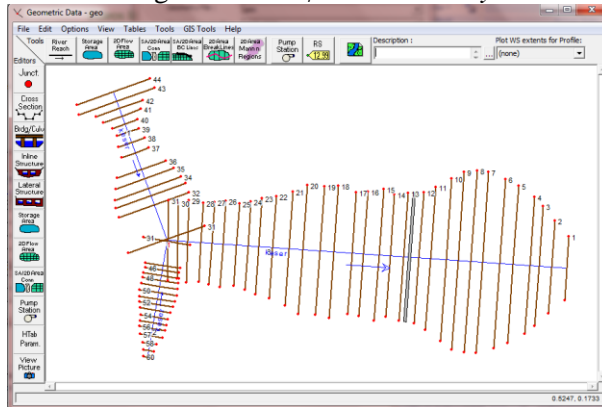 Geometric Data - geo
File Edit Options View Tables Tools GIS Tools Help
Tools
Editors
River Reach
Storage Area
2D Flow Area
SA/2D Area Conn
SA/2D Area BC Lines
2D Area BreakLines
2D Area Mann n Regions
Pump Station
RS
12.99
Description :
...
Plot WS extents for Profile:
(none)
Junct.
Cross Section
Brdg/Culv
Inline Structure
Lateral Structure
Storage Area
2D Flow Area
SA/2D Area Conn
Pump Station
HTab Param.
View Picture
44
43
42
41
40
39
38
37
36
35
34
32
31
30
29
28
27
26
25
24
23
22
21
20
19
18
17
16
15
14
13
12
11
10
9
8
7
6
5
4
3
2
1
31
31
46
48
50
52
54
56
57
58
60
0.5247, 0.1733